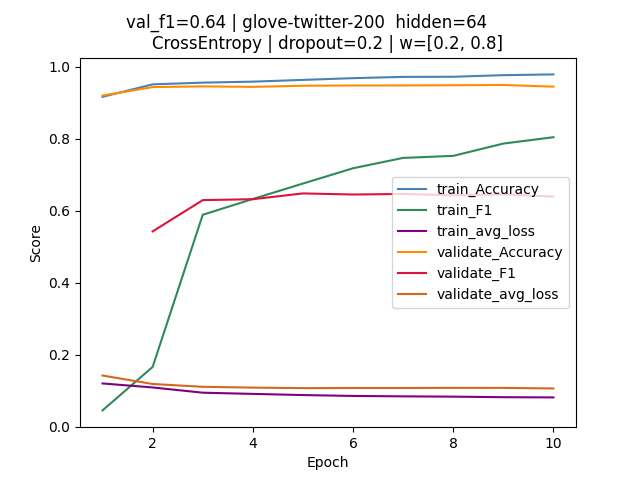 val_f1=0.64 | glove-twitter-200  hidden=64
CrossEntropy | dropout=0.2 | w=[0.2, 0.8]
1.0
0.8
0.6
0.4
0.2
0.0
Score
train_Accuracy
train_F1
train_avg_loss
validate_Accuracy
validate_F1
validate_avg_loss
2
4
6
8
10
Epoch